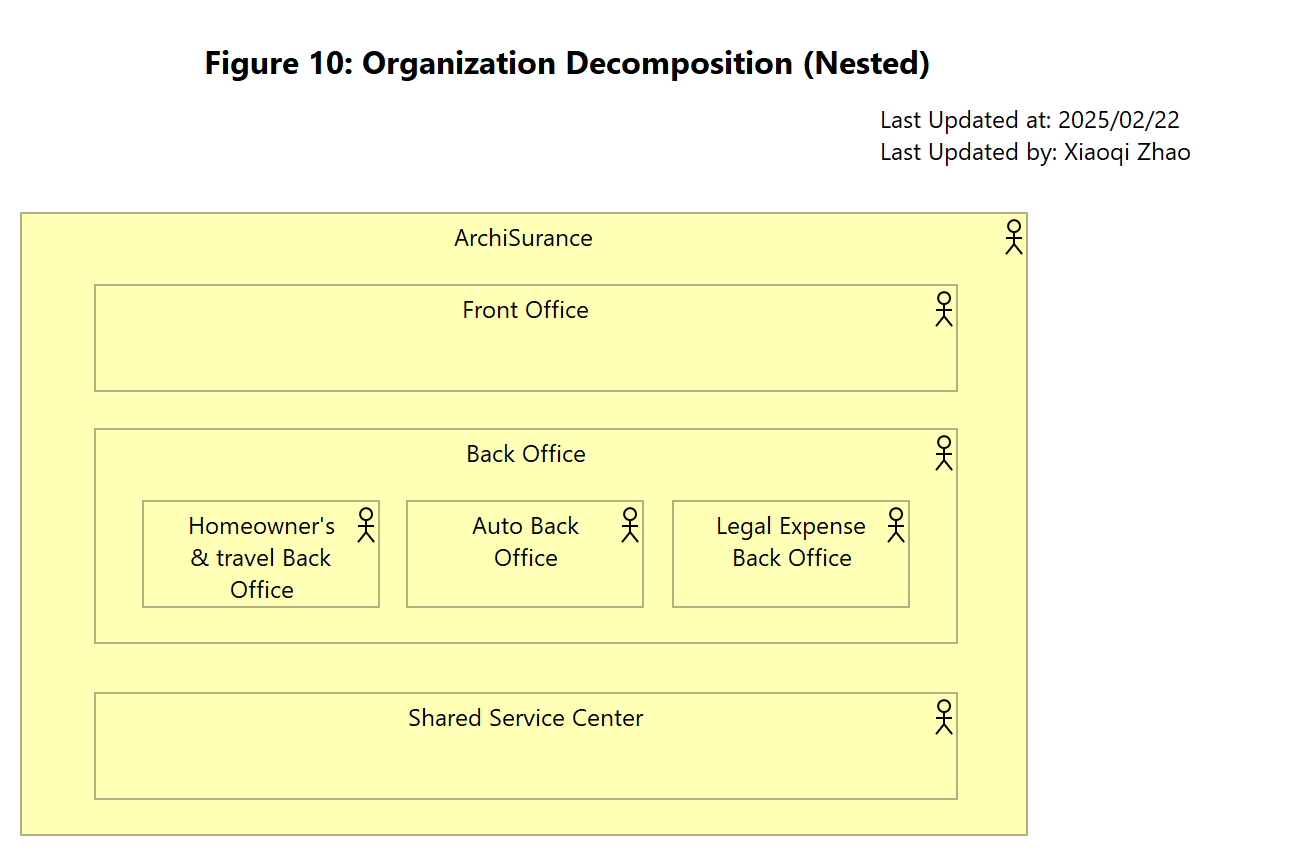 Figure 10: Organization Decomposition (Nested)
Last Updated at: 2025/02/22
Last Updated by: Xiaoqi Zhao
ArchiSurance
Front Office
Back Office
Homeowner's
& travel Back
Office
Auto Back
Office
Legal Expense
Back Office
Shared Service Center